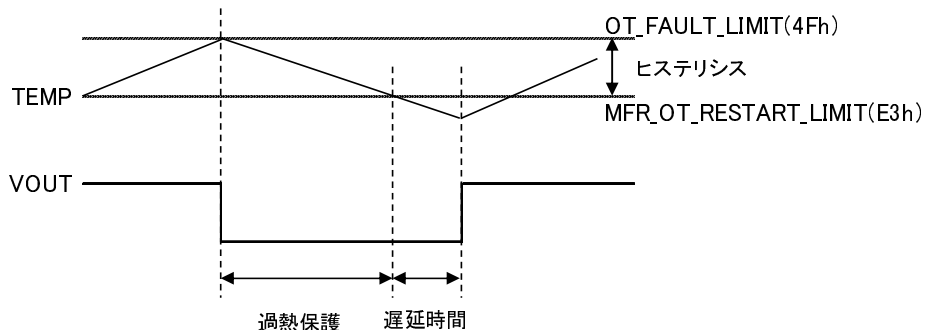 OT_FAULT_LIMIT(4Fh)
ヒステリシス
TEMP
MFR_OT_RESTART_LIMIT(E3h)
VOUT
過熱保護
遅延時間